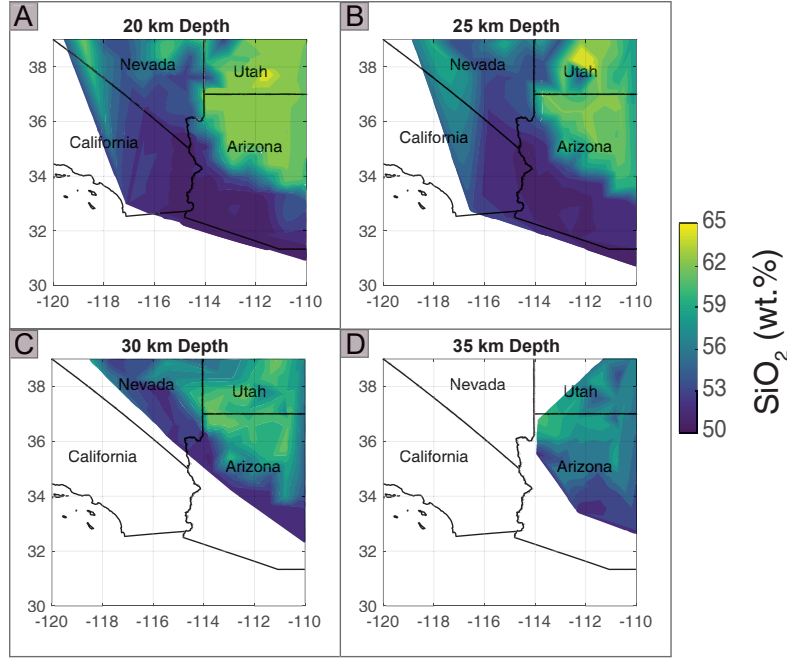 A
20 km Depth
38
36
34
32
30
-120
-118
-116
-114
-112
-110
Nevada
Utah
California
Arizona
B
25 km Depth
38
36
34
32
30
-120
-118
-116
-114
-112
-110
Nevada
Utah
California
Arizona
C
30 km Depth
38
36
34
32
30
-120
-118
-116
-114
-112
-110
Nevada
Utah
California
Arizona
D
35 km Depth
38
36
34
32
30
-120
-118
-116
-114
-112
-110
Nevada
Utah
California
Arizona
65
62
59
56
53
50
SiO₂ (wt.%)